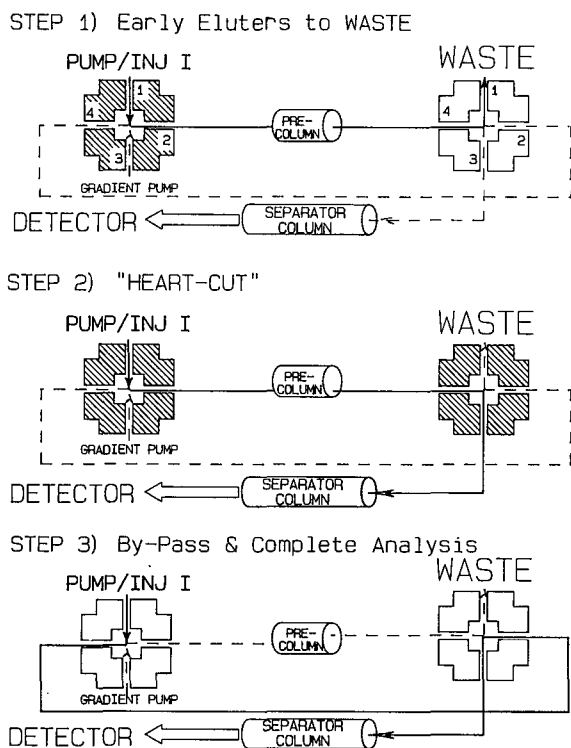 STEP 1) Early Eluters to WASTE
PUMP/INJ I
WASTE
1
4
2
3
PRE-
COLUMN
1
4
3
2
GRADIENT PUMP
DETECTOR
SEPARATOR
COLUMN
STEP 2) "HEART-CUT"
PUMP/INJ I
WASTE
PRE-
COLUMN
GRADIENT PUMP
DETECTOR
SEPARATOR
COLUMN
STEP 3) By-Pass & Complete Analysis
PUMP/INJ I
WASTE
PRE-
COLUMN
GRADIENT PUMP
DETECTOR
SEPARATOR
COLUMN